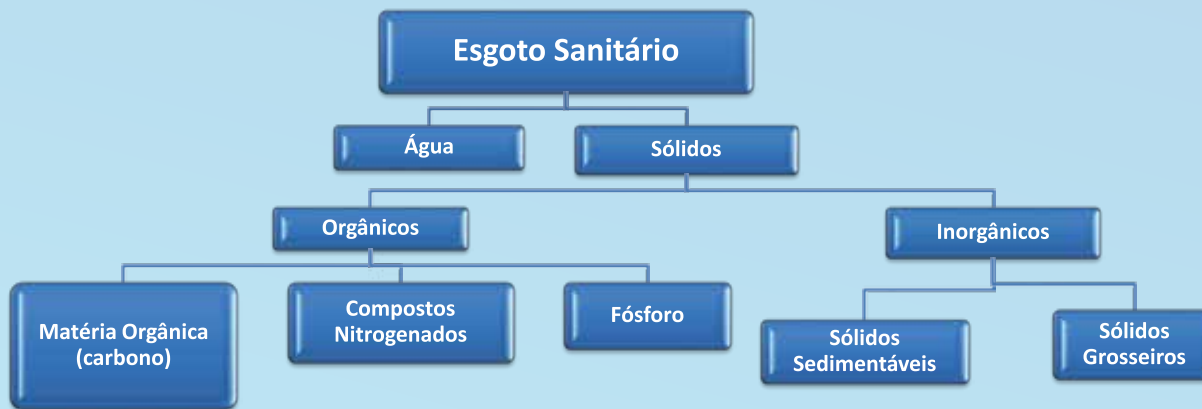 Esgoto Sanitário
Água
Sólidos
Orgânicos
Inorgânicos
Matéria Orgânica
(carbono)
Compostos
Nitrogenados
Fósforo
Sólidos
Sedimentáveis
Sólidos
Grosseiros